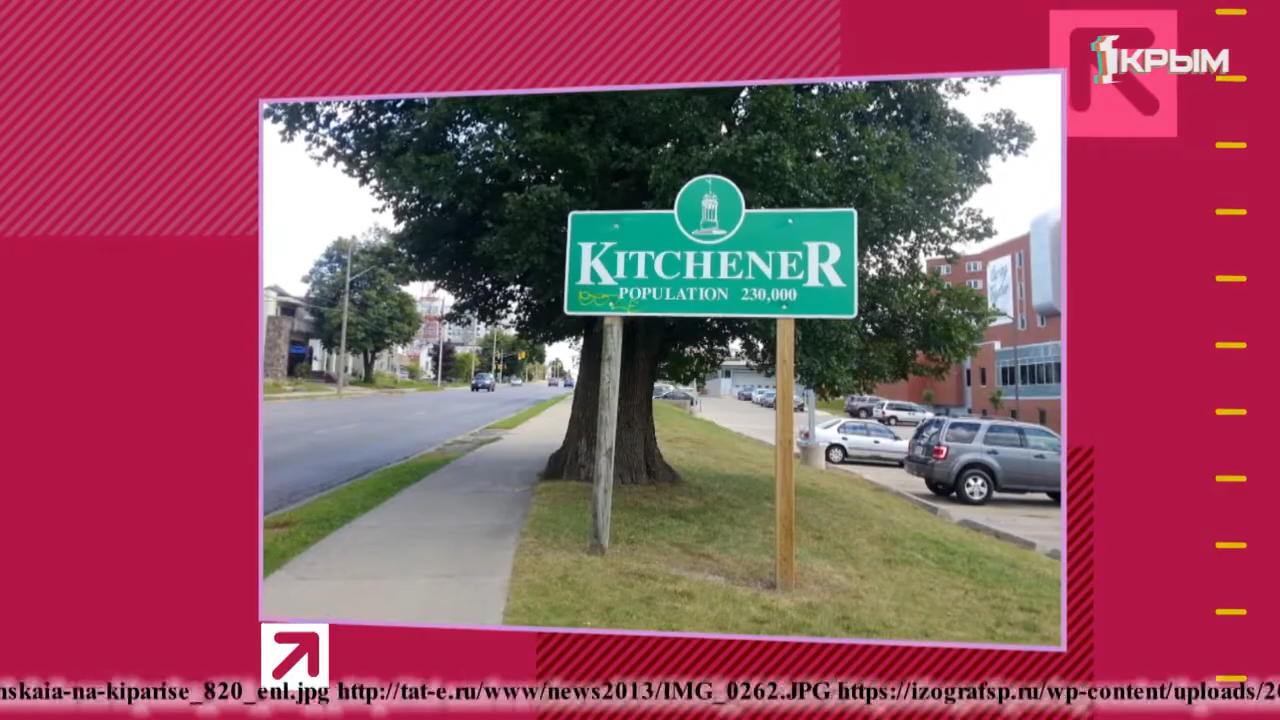 1КРЫМ
KITCHENER
POPULATION 230,000
nskaia-na-kiparise_820_enl.jpg http://tat-e.ru/www/news2013/IMG_0262.JPG https://izografsp.ru/wp-content/uploads/20